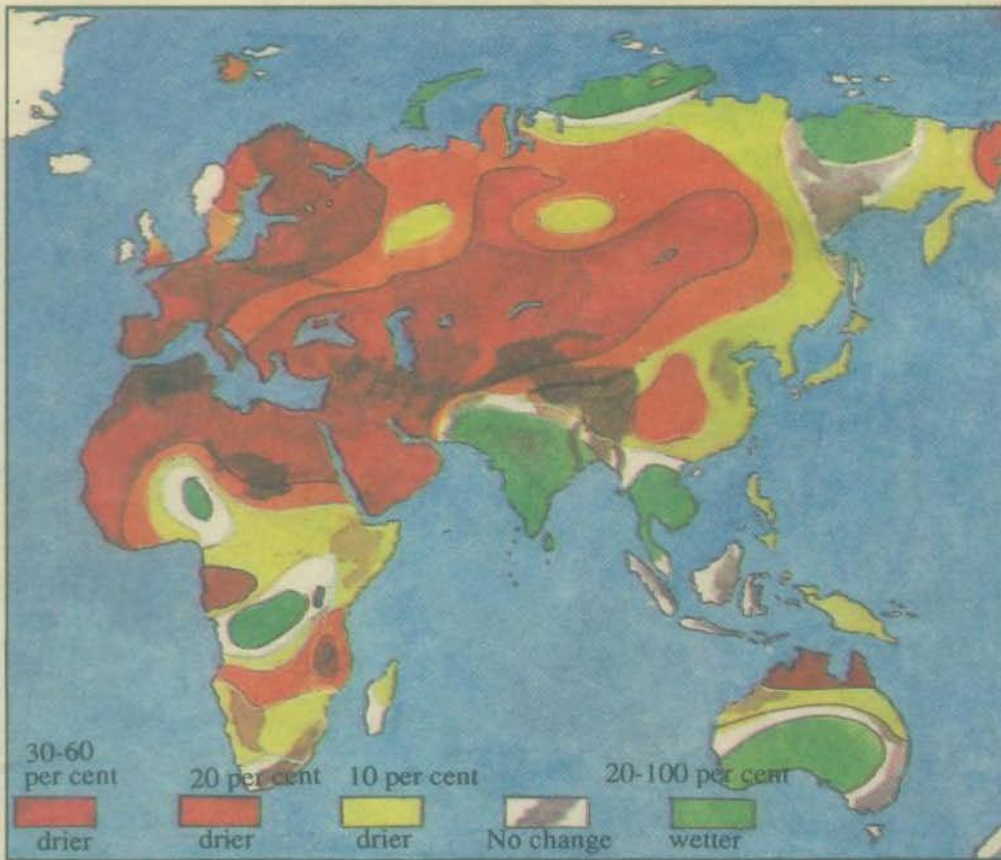 30-60
per cent
20 per cent
10 per cent
20-100 per cent
drier
drier
drier
No change
wetter